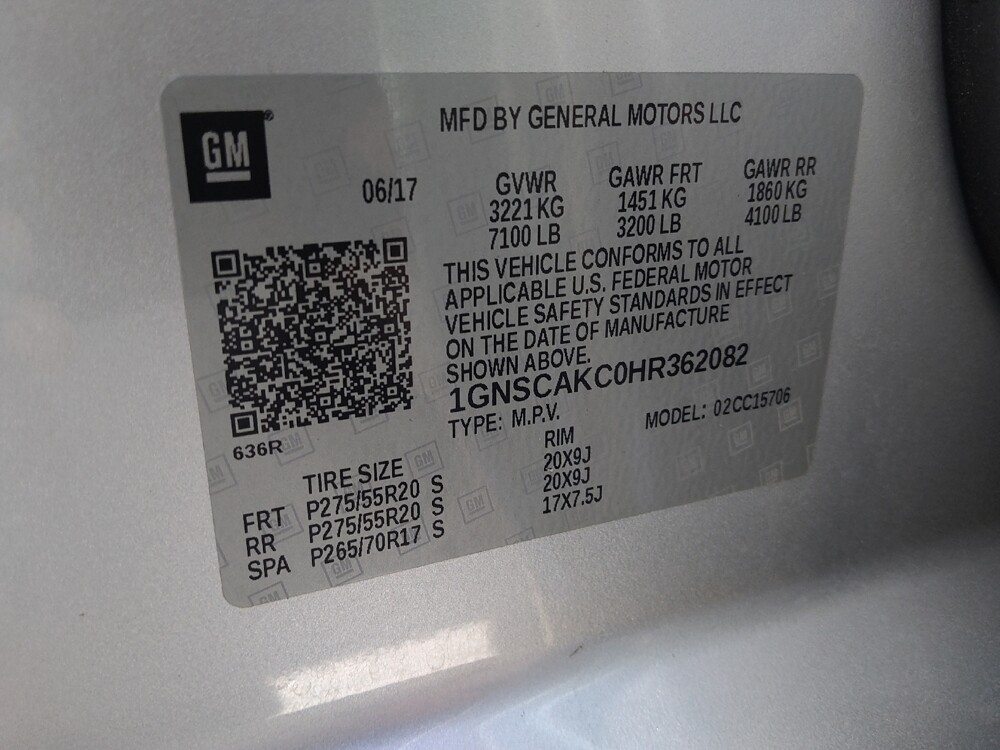 GM®
MFD BY GENERAL MOTORS LLC
06/17
GVWR
3221 KG
7100 LB
GAWR FRT
1451 KG
3200 LB
GAWR RR
1860 KG
4100 LB
THIS VEHICLE CONFORMS TO ALL
APPLICABLE U.S. FEDERAL MOTOR
VEHICLE SAFETY STANDARDS IN EFFECT
ON THE DATE OF MANUFACTURE
SHOWN ABOVE.
1GNSCAKC0HR362082
TYPE: M.P.V.
MODEL: 02CC15706
636R
TIRE SIZE
RIM
FRT P275/55R20 S 20X9J
RR P275/55R20 S 20X9J
SPA P265/70R17 S 17X7.5J